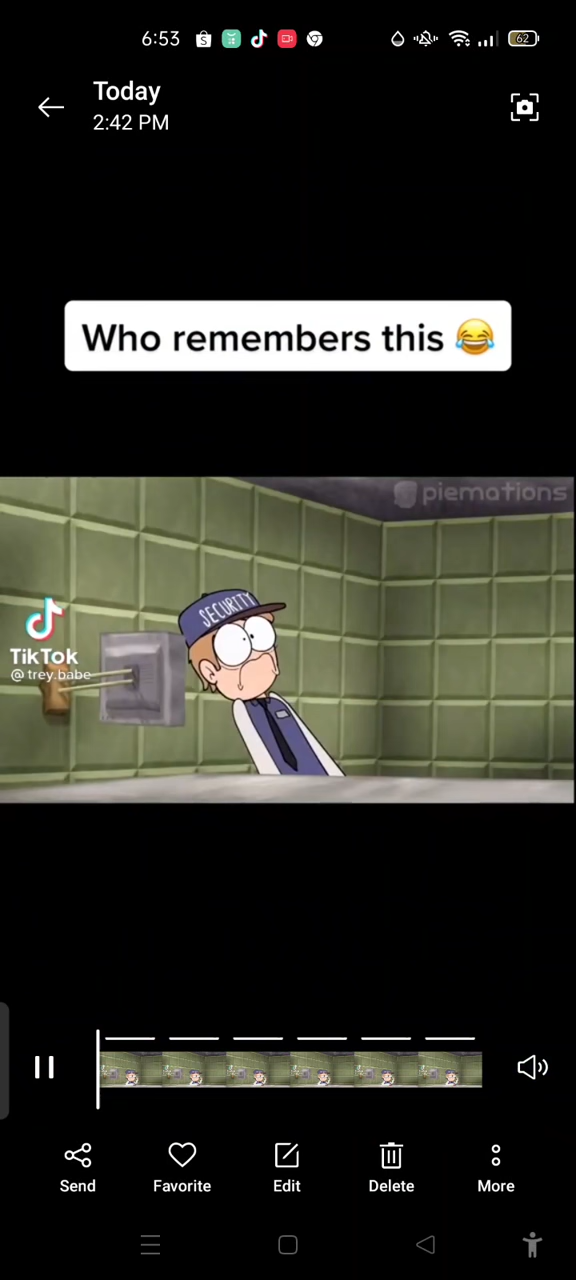 6:53
62
Today
2:42 PM
Who remembers this 😂
piemations
SECURITY
TikTok
@trey.babe
Send
Favorite
Edit
Delete
More